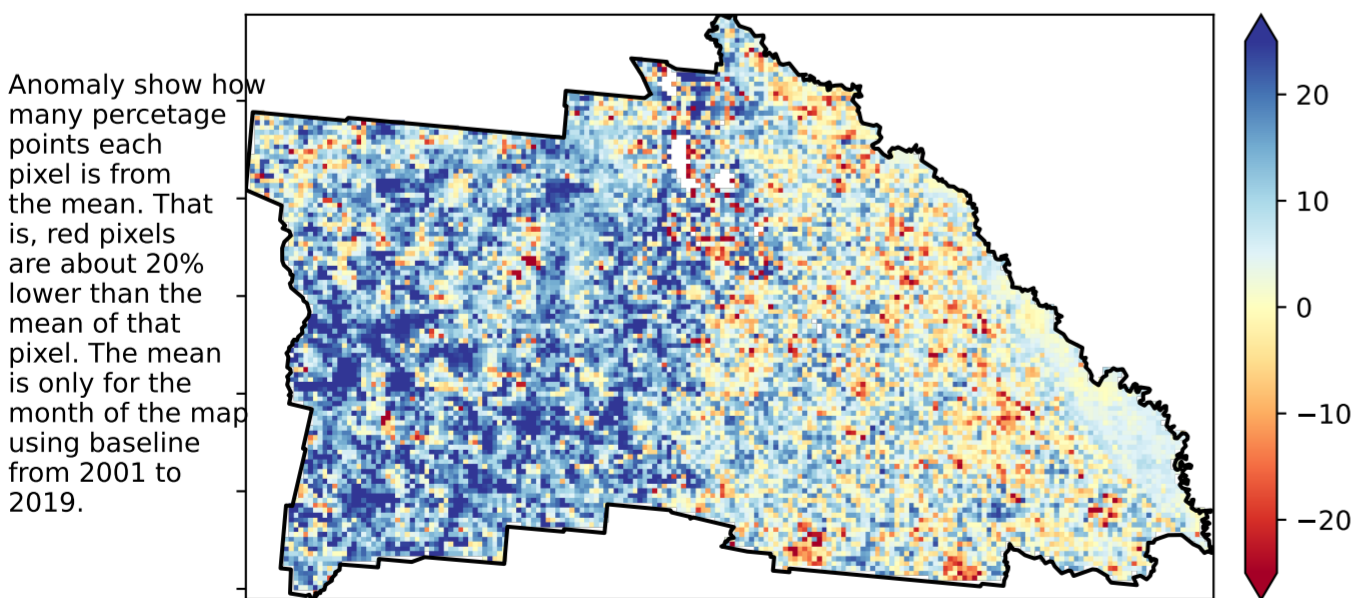 Anomaly show how
many percetage
points each
pixel is from
the mean. That
is, red pixels
are about 20%
lower than the
mean of that
pixel. The mean
is only for the
month of the map
using baseline
from 2001 to
2019.
20
10
0
−10
−20